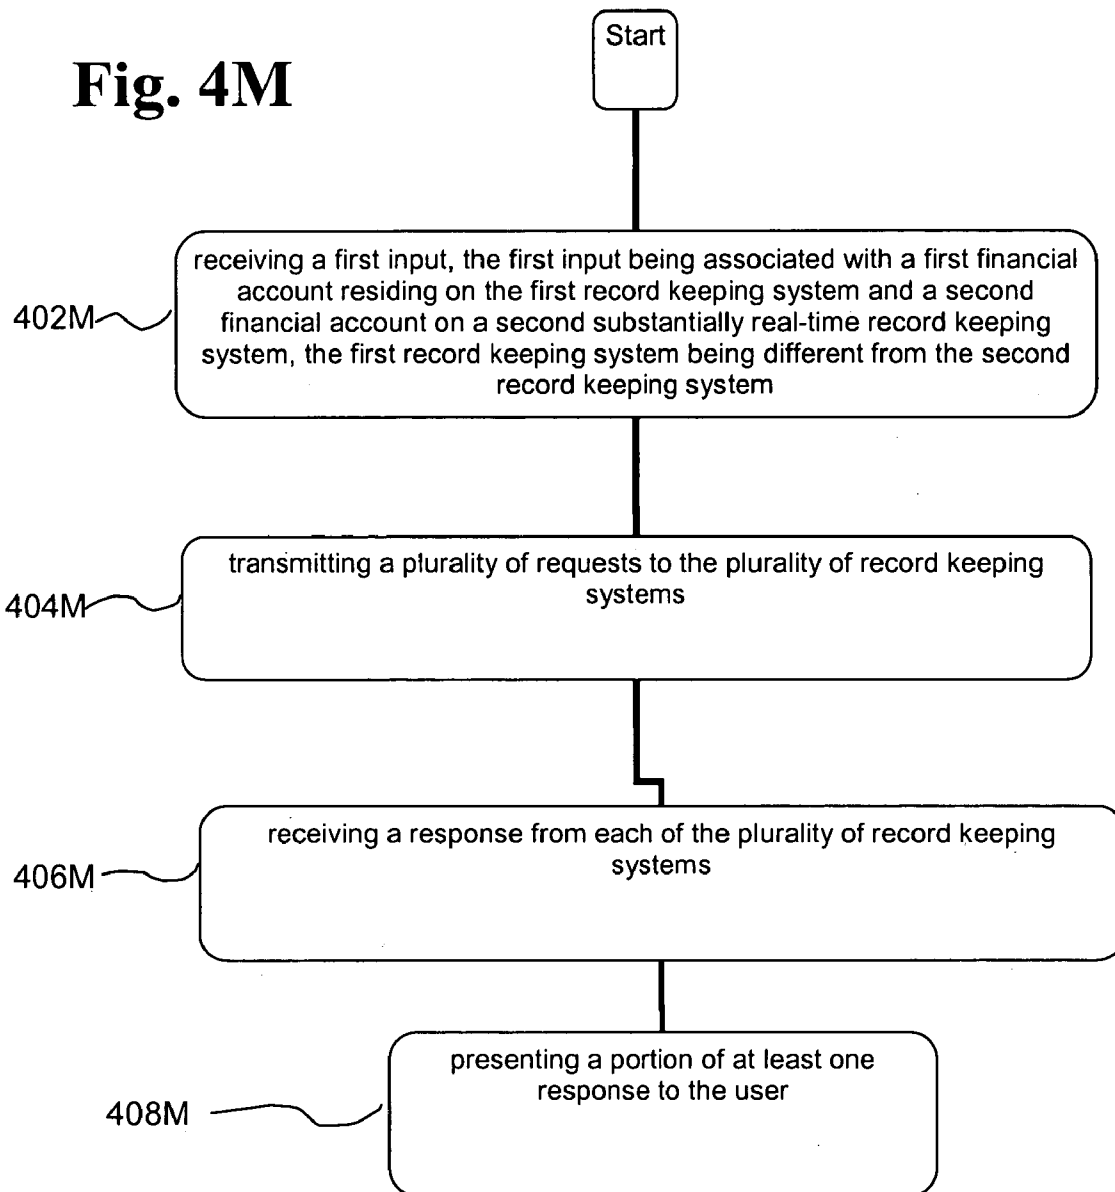 Start
Fig. 4M
receiving a first input, the first input being associated with a first financial
account residing on the first record keeping system and a second
financial account on a second substantially real-time record keeping
system, the first record keeping system being different from the second
record keeping system
402M
transmitting a plurality of requests to the plurality of record keeping
systems
404M
receiving a response from each of the plurality of record keeping
systems
406M
presenting a portion of at least one
response to the user
408M